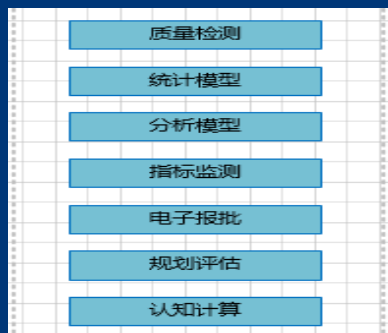 质量检测
统计模型
分析模型
指标监测
电子报批
规划评估
认知计算